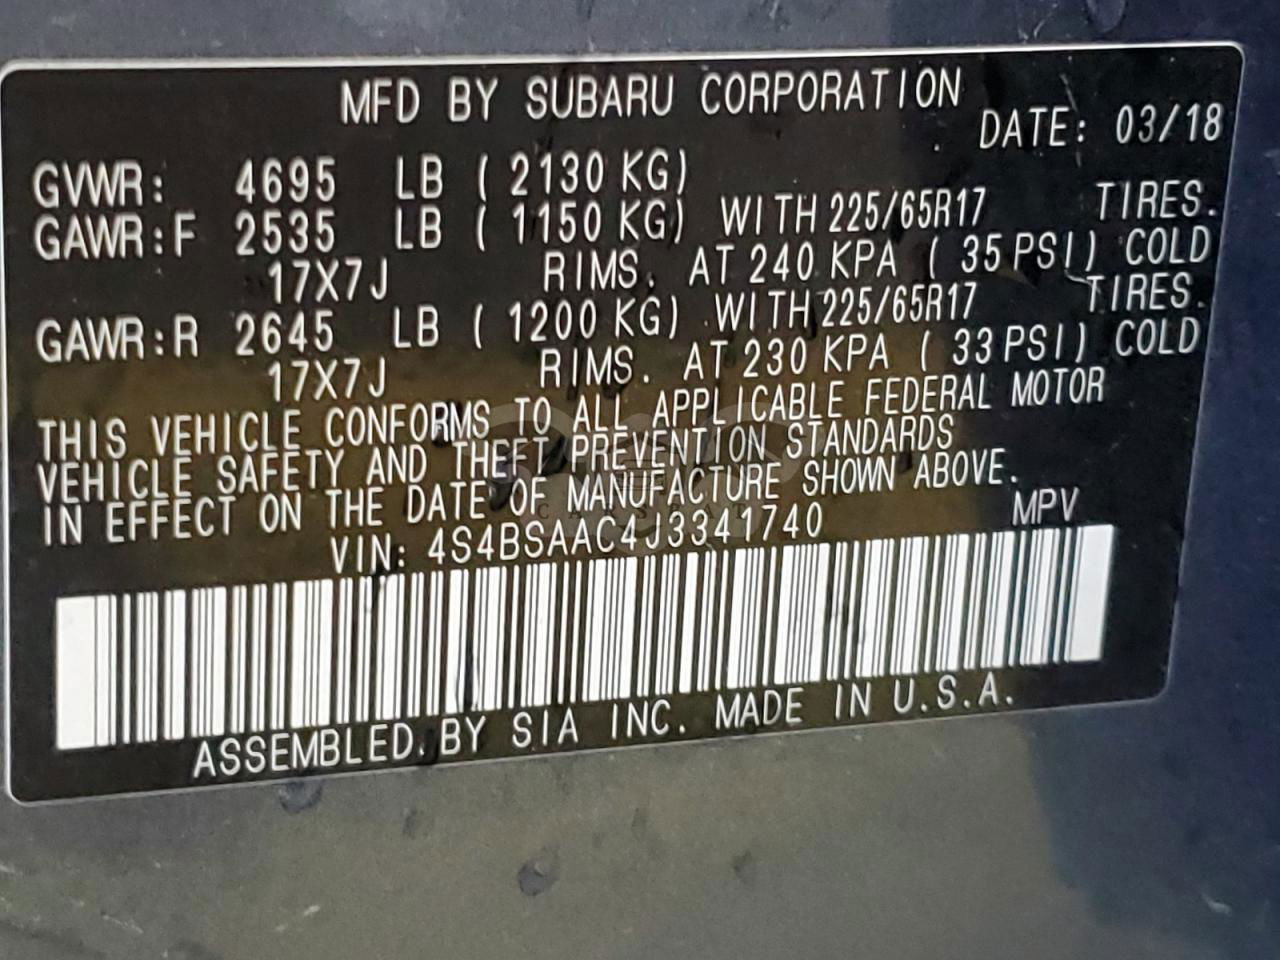 MFD BY SUBARU CORPORATION
DATE: 03/18
GVWR: 4695 LB ( 2130 KG)
GAWR:F 2535 LB ( 1150 KG) WITH 225/65R17 TIRES.
17X7J RIMS. AT 240 KPA ( 35 PSI) COLD
GAWR:R 2645 LB ( 1200 KG) WITH 225/65R17 TIRES.
17X7J RIMS. AT 230 KPA ( 33 PSI) COLD
THIS VEHICLE CONFORMS TO ALL APPLICABLE FEDERAL MOTOR
VEHICLE SAFETY AND THEFT PREVENTION STANDARDS
IN EFFECT ON THE DATE OF MANUFACTURE SHOWN ABOVE.
VIN: 4S4BSAAC4J3341740 MPV
ASSEMBLED BY SIA INC. MADE IN U.S.A.